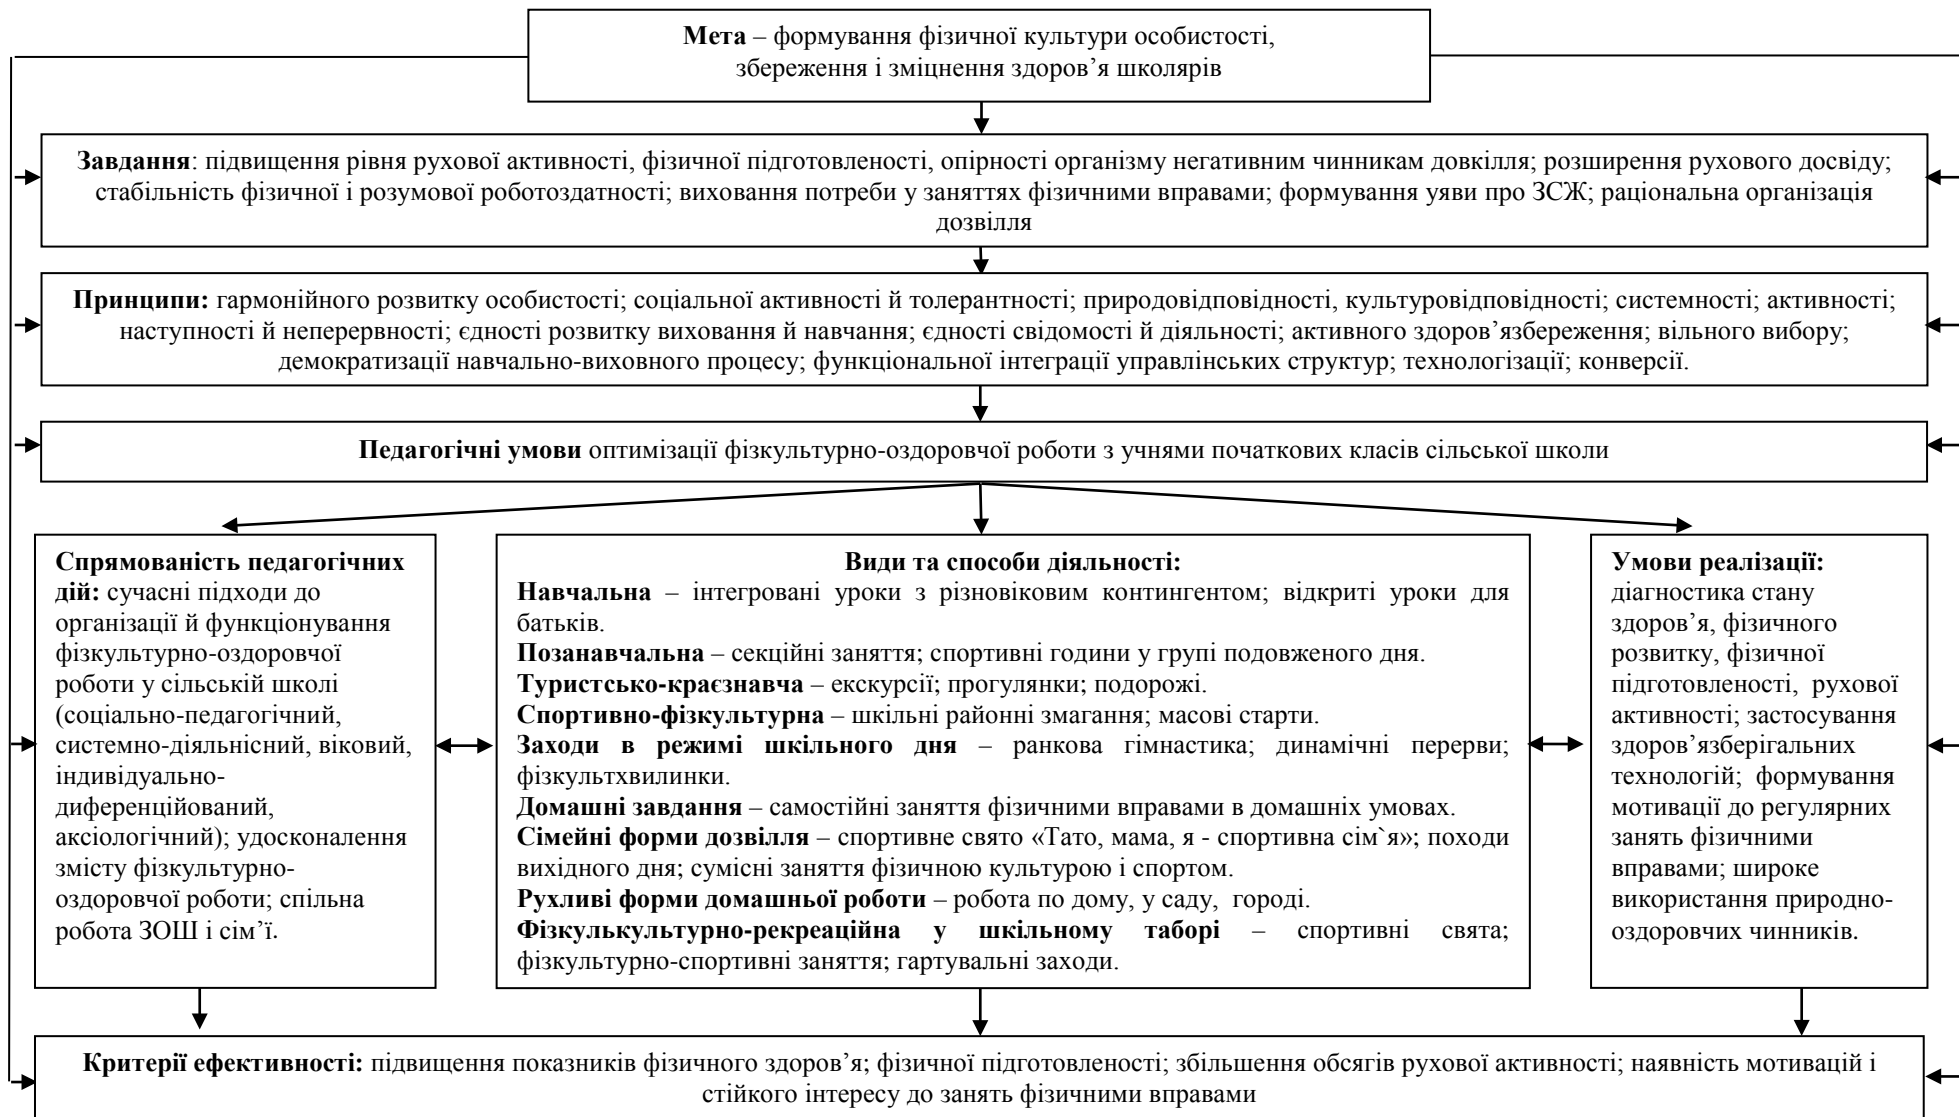 Мета – формування фізичної культури особистості,
збереження і зміцнення здоров’я школярів
Завдання: підвищення рівня рухової активності, фізичної підготовленості, опірності організму негативним чинникам довкілля; розширення рухового досвіду;
стабільність фізичної і розумової роботоздатності; виховання потреби у заняттях фізичними вправами; формування уяви про ЗСЖ; раціональна організація
дозвілля
Принципи: гармонійного розвитку особистості; соціальної активності й толерантності; природовідповідності, культуровідповідності; системності; активності;
наступності й неперервності; єдності розвитку виховання й навчання; єдності свідомості й діяльності; активного здоров’язбереження; вільного вибору;
демократизації навчально-виховного процесу; функціональної інтеграції управлінських структур; технологізації; конверсії.
Педагогічні умови оптимізації фізкультурно-оздоровчої роботи з учнями початкових класів сільської школи
Спрямованість педагогічних
дій: сучасні підходи до
організації й функціонування
фізкультурно-оздоровчої
роботи у сільській школі
(соціально-педагогічний,
системно-діяльнісний, віковий,
індивідуально-
диференційований,
аксіологічний); удосконалення
змісту фізкультурно-
оздоровчої роботи; спільна
робота ЗОШ і сім’ї.
Види та способи діяльності:
Навчальна – інтегровані уроки з різновіковим контингентом; відкриті уроки для
батьків.
Позанавчальна – секційні заняття; спортивні години у групі подовженого дня.
Туристсько-краєзнавча – екскурсії; прогулянки; подорожі.
Спортивно-фізкультурна – шкільні районні змагання; масові старти.
Заходи в режимі шкільного дня – ранкова гімнастика; динамічні перерви;
фізкультхвилинки.
Домашні завдання – самостійні заняття фізичними вправами в домашніх умовах.
Сімейні форми дозвілля – спортивне свято «Тато, мама, я - спортивна сім`я»; походи
вихідного дня; сумісні заняття фізичною культурою і спортом.
Рухливі форми домашньої роботи – робота по дому, у саду, городі.
Фізкулькультурно-рекреаційна у шкільному таборі – спортивні свята;
фізкультурно-спортивні заняття; гартувальні заходи.
Умови реалізації:
діагностика стану
здоров’я, фізичного
розвитку, фізичної
підготовленості, рухової
активності; застосування
здоров’язберігальних
технологій; формування
мотивації до регулярних
занять фізичними
вправами; широке
використання природно-
оздоровчих чинників.
Критерії ефективності: підвищення показників фізичного здоров’я; фізичної підготовленості; збільшення обсягів рухової активності; наявність мотивацій і
стійкого інтересу до занять фізичними вправами